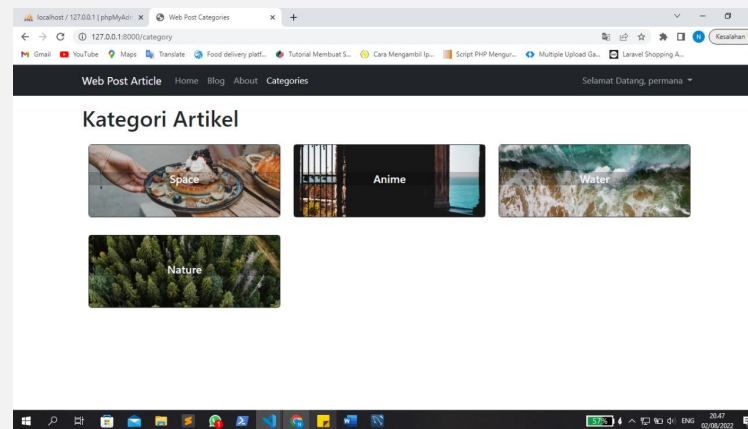 localhost / 127.0.0.1 | phpMyAdm
Web Post Categories
127.0.0.1:8000/category
Kesalahan
Gmail YouTube Maps Translate Food delivery platf... Tutorial Membuat S... Cara Mengambil Ip... Script PHP Mengur... Multiple Upload Ga... Laravel Shopping A...
Web Post Article Home Blog About Categories Selamat Datang, permana
Kategori Artikel
Space Anime Water
Nature
57% ENG 20.47
02/08/2022